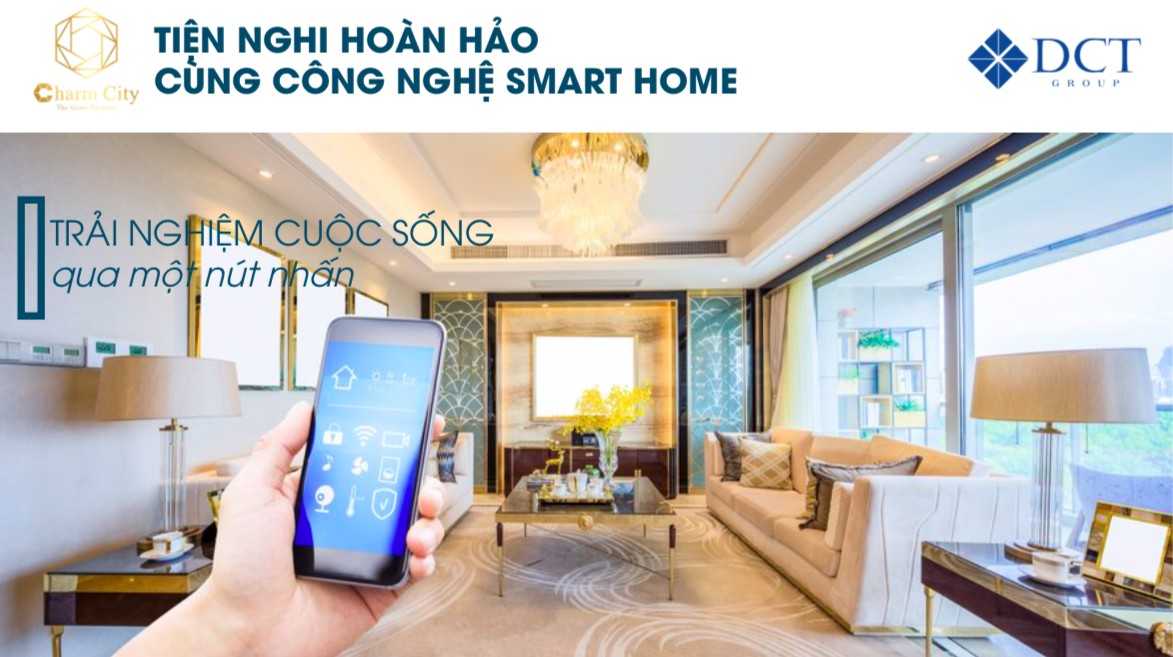 Charm City
TIỆN NGHI HOÀN HẢO
CÙNG CÔNG NGHỆ SMART HOME
DCT
GROUP
TRẢI NGHIỆM CUỘC SỐNG
qua một nút nhấn